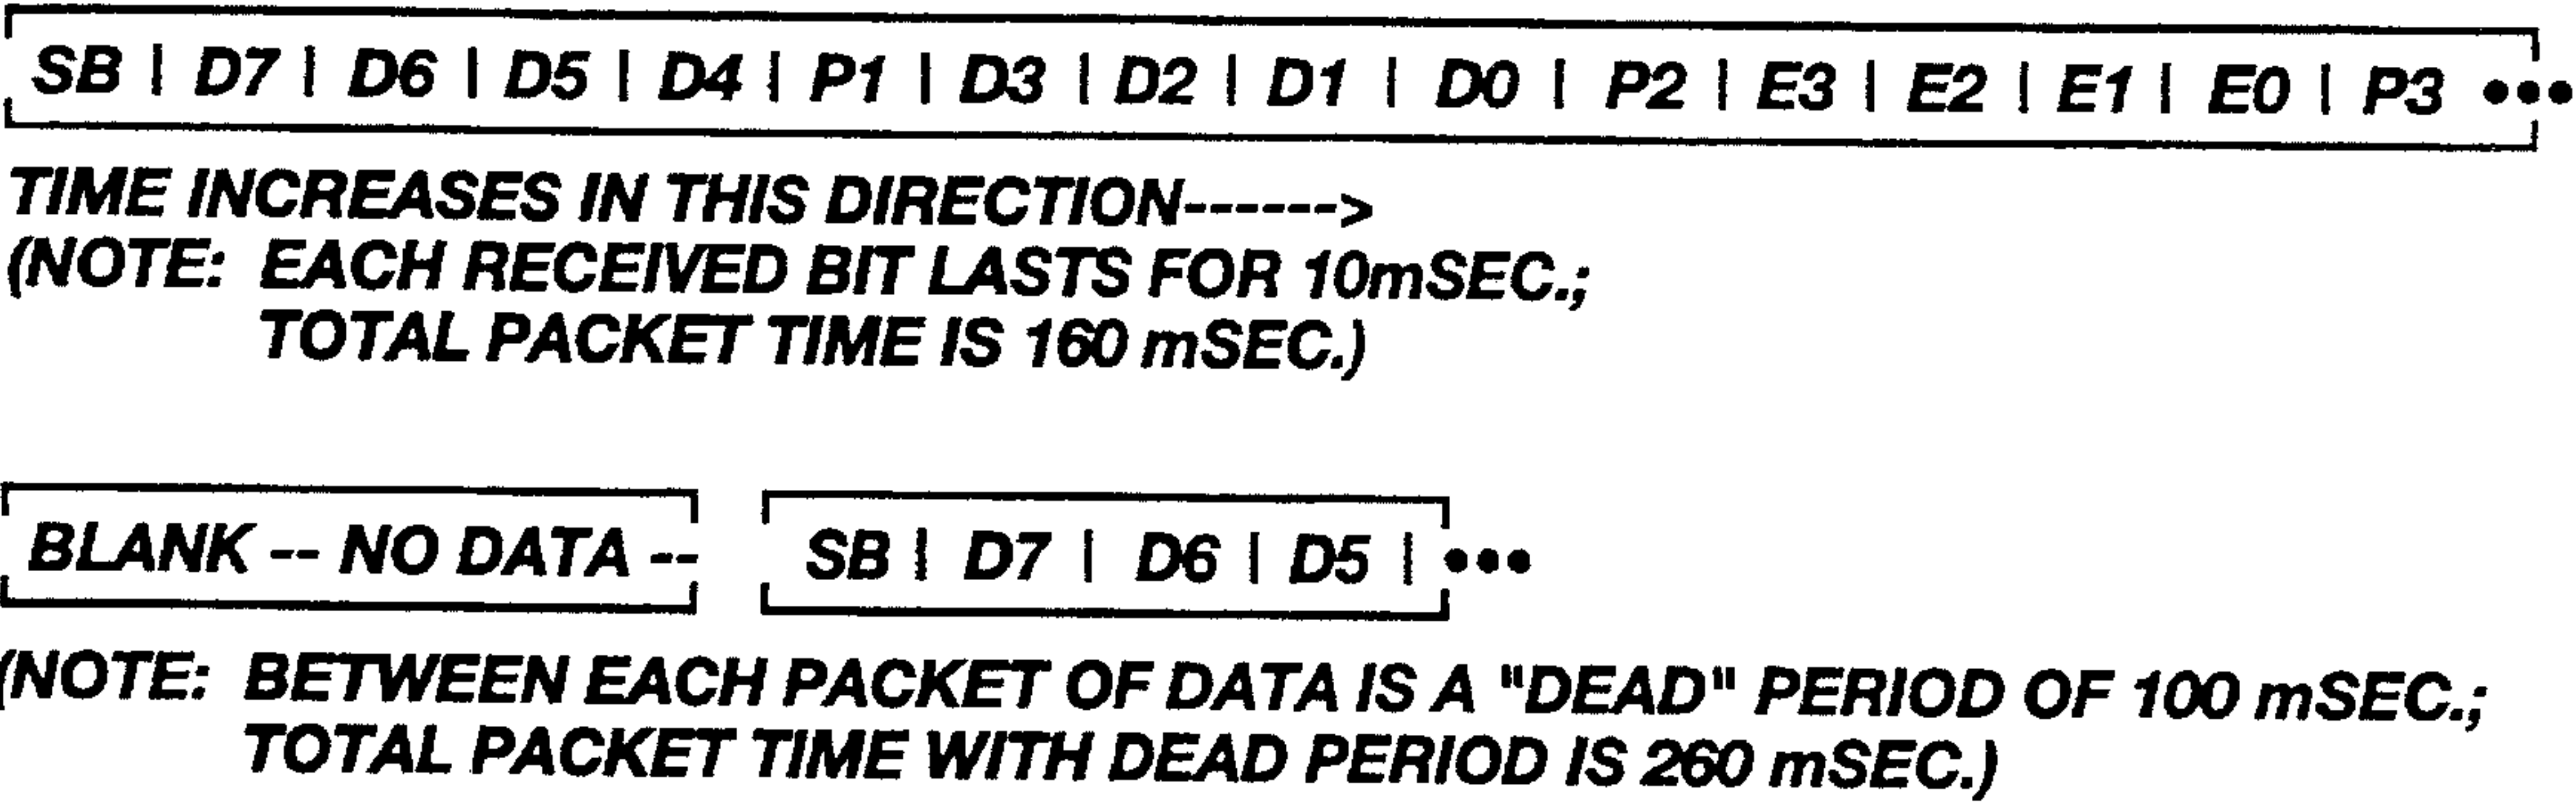 SB | D7 | D6 | D5 | D4 | P1 | D3 | D2 | D1 | D0 | P2 | E3 | E2 | E1 | E0 | P3 •••
TIME INCREASES IN THIS DIRECTION------>
(NOTE: EACH RECEIVED BIT LASTS FOR 10mSEC.;
TOTAL PACKET TIME IS 160 mSEC.)
BLANK -- NO DATA -- SB | D7 | D6 | D5 | •••
(NOTE: BETWEEN EACH PACKET OF DATA IS A "DEAD" PERIOD OF 100 mSEC.;
TOTAL PACKET TIME WITH DEAD PERIOD IS 260 mSEC.)